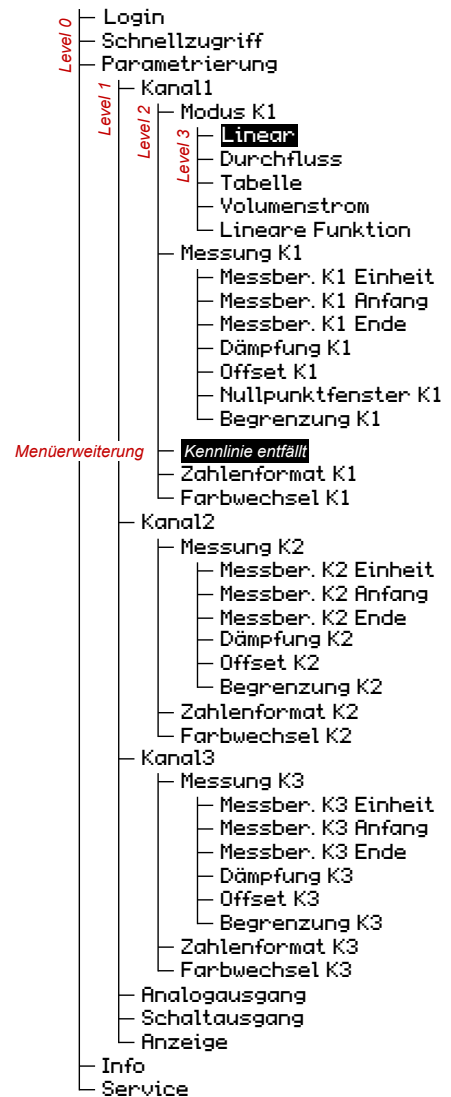 Level 0
Login
Schnellzugriff
Parametrierung
Level 1
Kanal1
Level 2
Modus K1
Level 3
Linear
Durchfluss
Tabelle
Volumenstrom
Lineare Funktion
Messung K1
Messber. K1 Einheit
Messber. K1 Anfang
Messber. K1 Ende
Dämpfung K1
Offset K1
Nullpunktfenster K1
Begrenzung K1
Menüerweiterung Kennlinie entfällt
Zahlenformat K1
Farbwechsel K1
Kanal2
Messung K2
Messber. K2 Einheit
Messber. K2 Anfang
Messber. K2 Ende
Dämpfung K2
Offset K2
Begrenzung K2
Zahlenformat K2
Farbwechsel K2
Kanal3
Messung K3
Messber. K3 Einheit
Messber. K3 Anfang
Messber. K3 Ende
Dämpfung K3
Offset K3
Begrenzung K3
Zahlenformat K3
Farbwechsel K3
Analogausgang
Schaltausgang
Anzeige
Info
Service